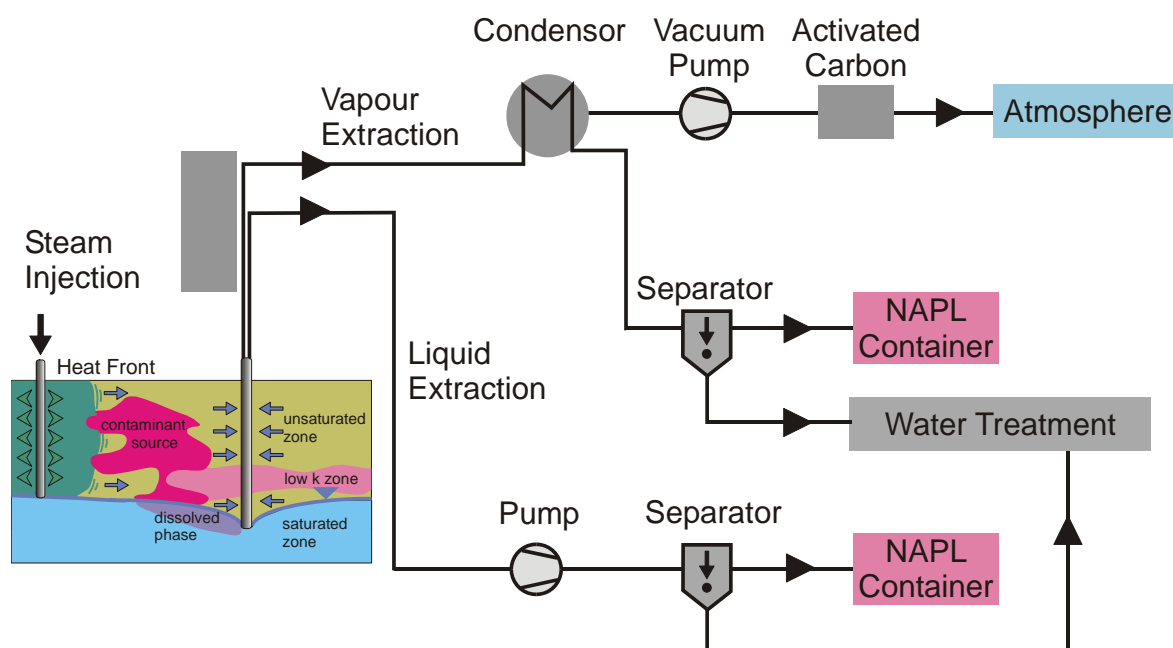 Condensor
Vacuum
Pump
Activated
Carbon
Atmosphere
Vapour
Extraction
Steam
Injection
Heat Front
contaminant
source
unsaturated
zone
low k zone
dissolved
phase
saturated
zone
Liquid
Extraction
Separator
NAPL
Container
Water Treatment
Pump
Separator
NAPL
Container